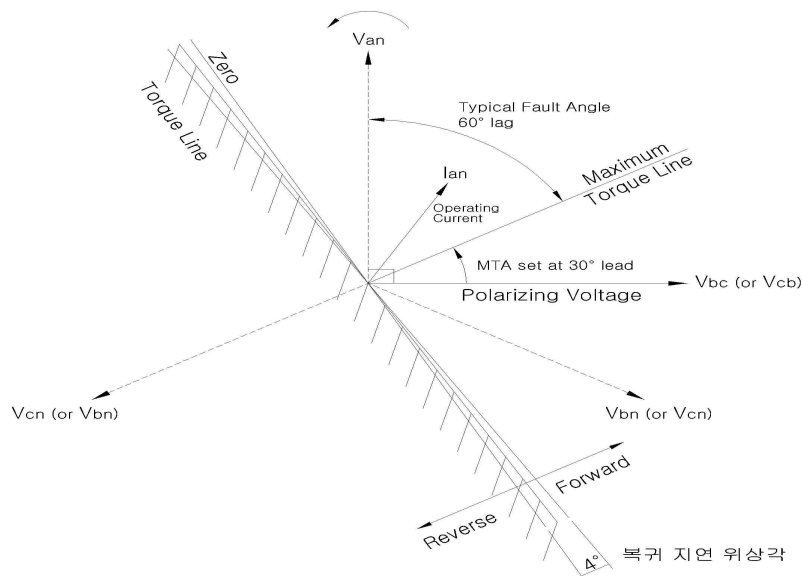 Van
Zero
Torque Line
Typical Fault Angle
60° lag
Ian
Operating
Current
Maximum
Torque Line
MTA set at 30° lead
Polarizing Voltage
Vbc (or Vcb)
Vcn (or Vbn)
Vbn (or Vcn)
Forward
Reverse
4°
복귀 지연 위상각